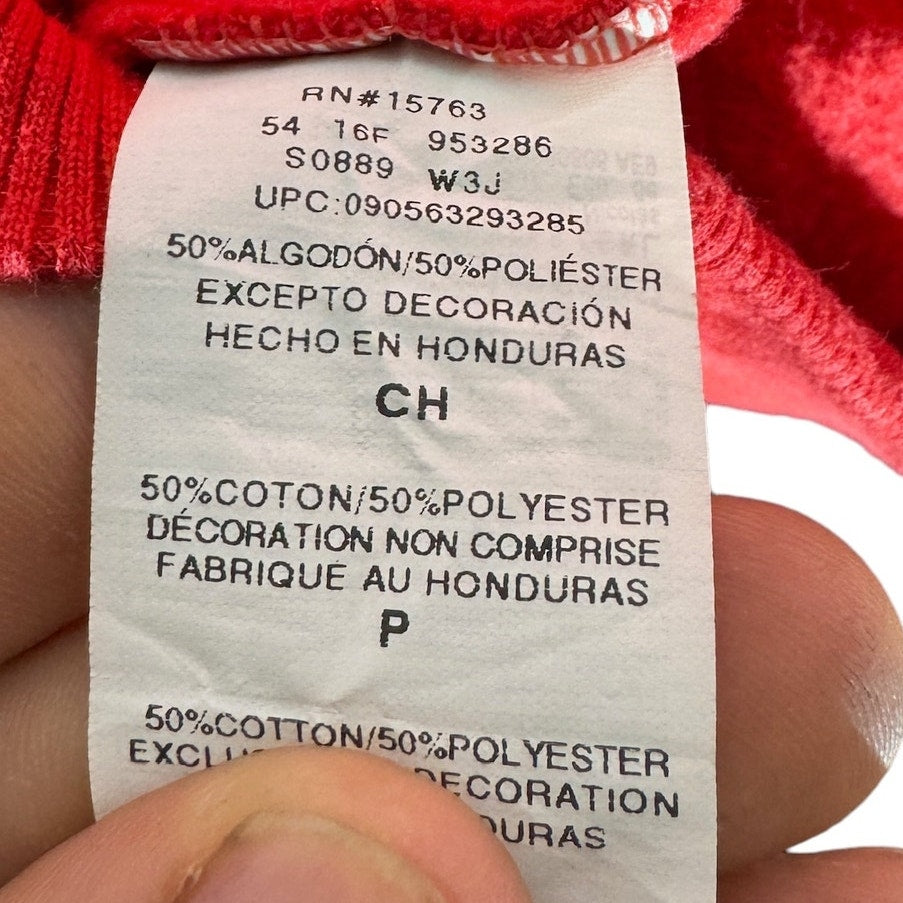 RN#15763
54 16F 953286
S0889 W3J
UPC:090563293285
50%ALGODÓN/50%POLIÉSTER
EXCEPTO DECORACIÓN
HECHO EN HONDURAS
CH
50%COTON/50%POLYESTER
DÉCORATION NON COMPRISE
FABRIQUÉ AU HONDURAS
P
50%COTTON/50%POLYESTER
DECORATION